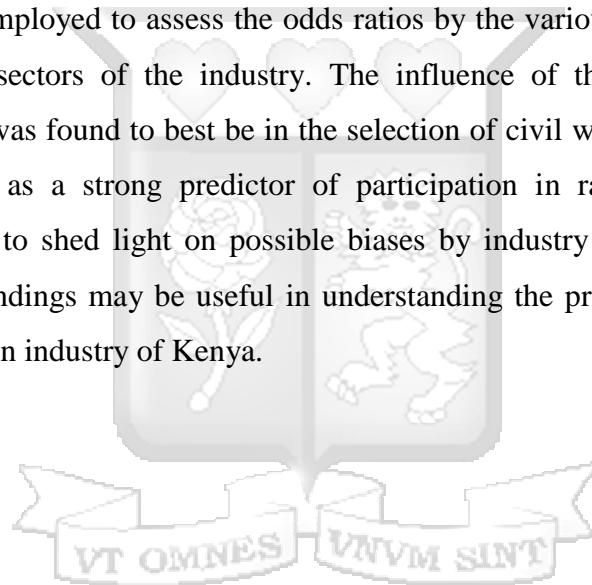 mployed to assess the odds ratios by the variou
sectors of the industry. The influence of th
was found to best be in the selection of civil w
as a strong predictor of participation in ra
to shed light on possible biases by industry
ndings may be useful in understanding the pr
n industry of Kenya.
VT OMNES VNVM SINT